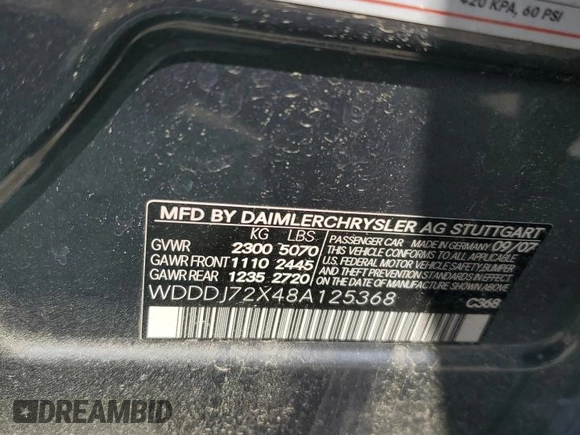 420 KPA, 60 PSI
MFD BY DAIMLERCHRYSLER AG STUTTGART
KG LBS
GVWR 2300 5070
GAWR FRONT 1110 2445
GAWR REAR 1235 2720
PASSENGER CAR MADE IN GERMANY 09/07
THIS VEHICLE CONFORMS TO ALL APPLICABLE
U.S. FEDERAL MOTOR VEHICLE SAFETY, BUMPER,
AND THEFT PREVENTION STANDARDS IN EFFECT
ON THE DATE OF MANUFACTURE SHOWN ABOVE
WDDDJ72X48A125368
C368
DREAMBID